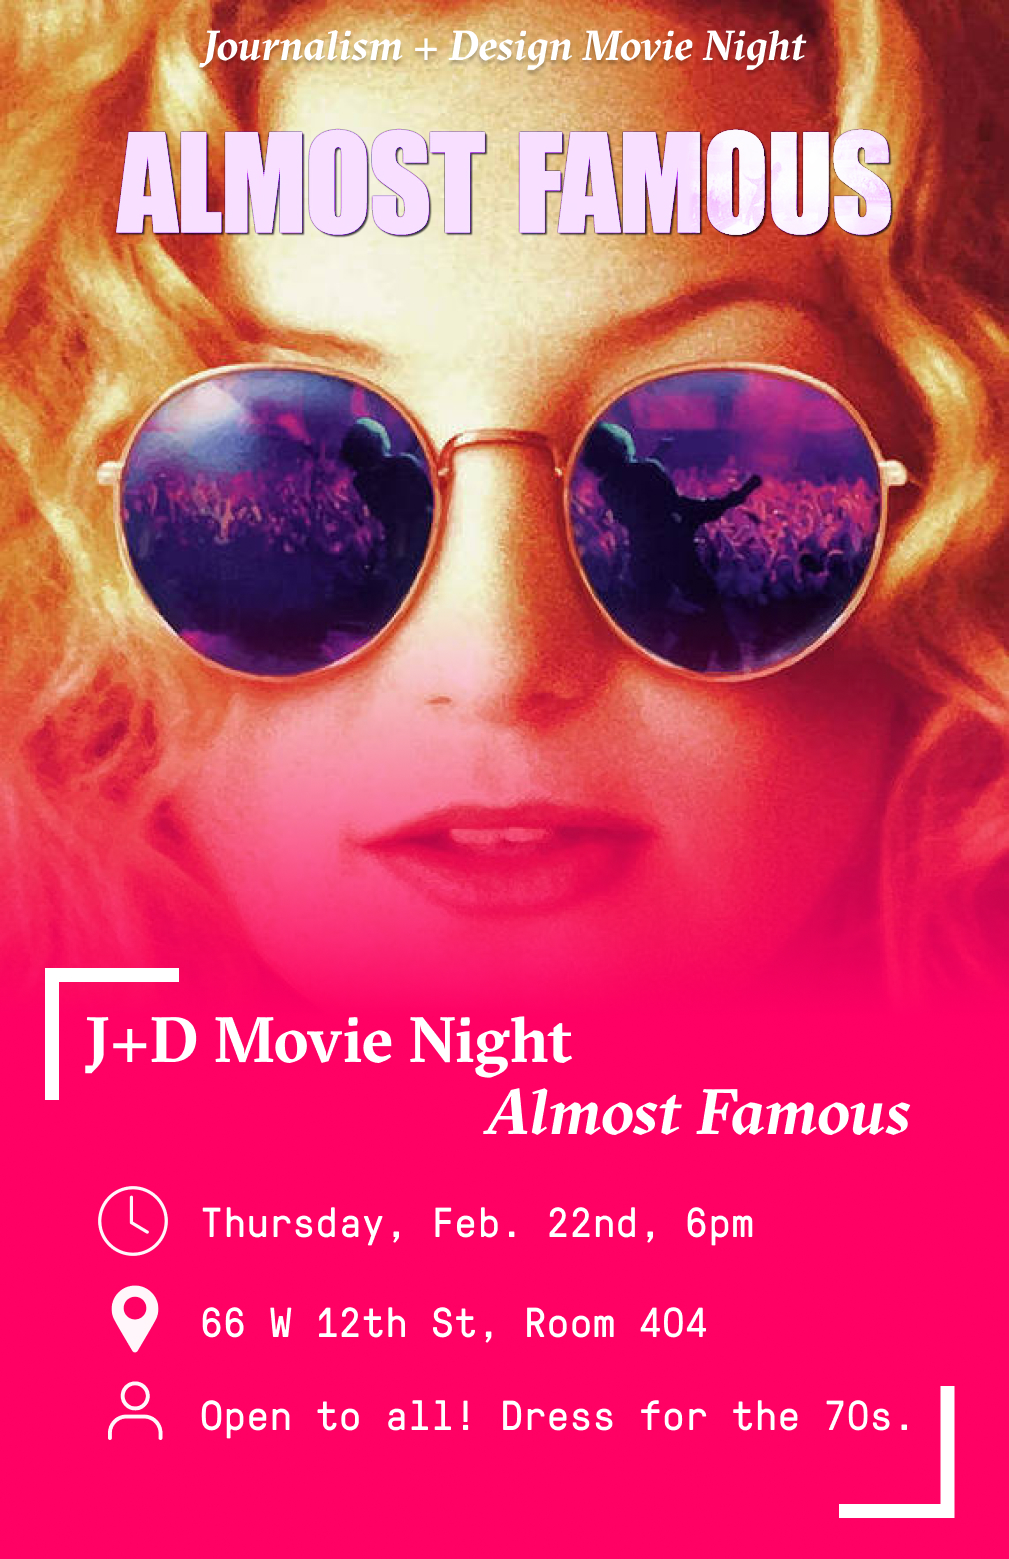 Journalism + Design Movie Night
ALMOST FAMOUS
J+D Movie Night
Almost Famous
Thursday, Feb. 22nd, 6pm
66 W 12th St, Room 404
Open to all! Dress for the 70s.